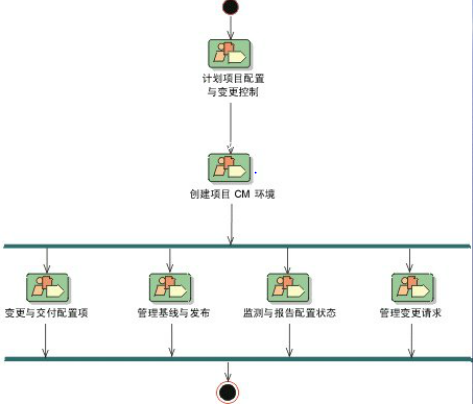 计划项目配置
与变更控制
创建项目 CM 环境
变更与交付配置项
管理基线与发布
监测与报告配置状态
管理变更请求